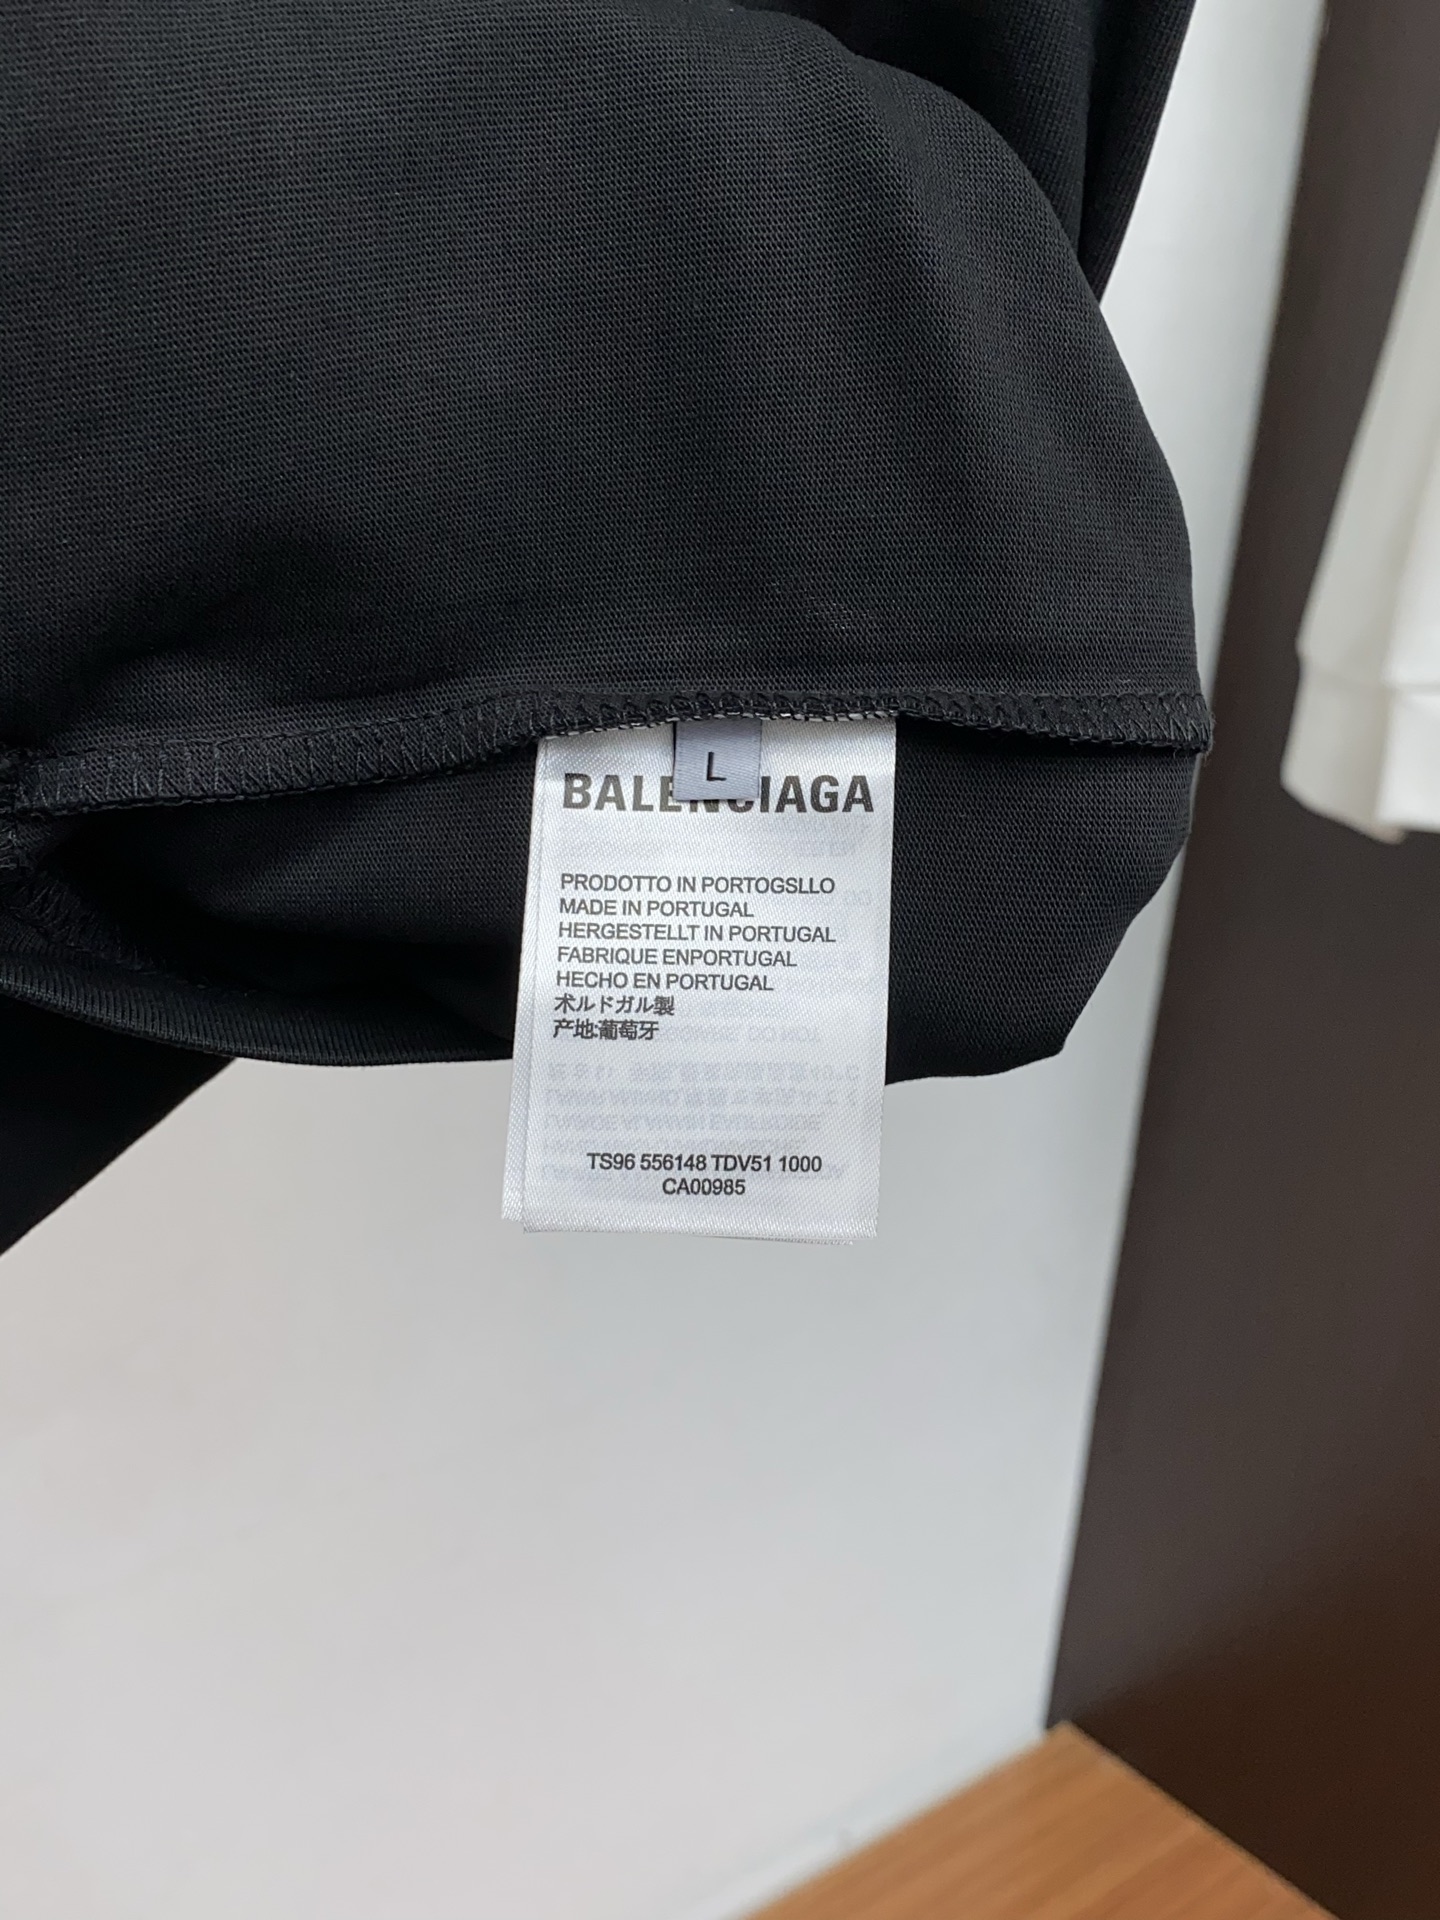 L
BALENCIAGA
PRODOTTO IN PORTOGSLLO
MADE IN PORTUGAL
HERGESTELLT IN PORTUGAL
FABRIQUE ENPORTUGAL
HECHO EN PORTUGAL
术ルドガル製
产地:葡萄牙
TS96 556148 TDV51 1000
CA00985